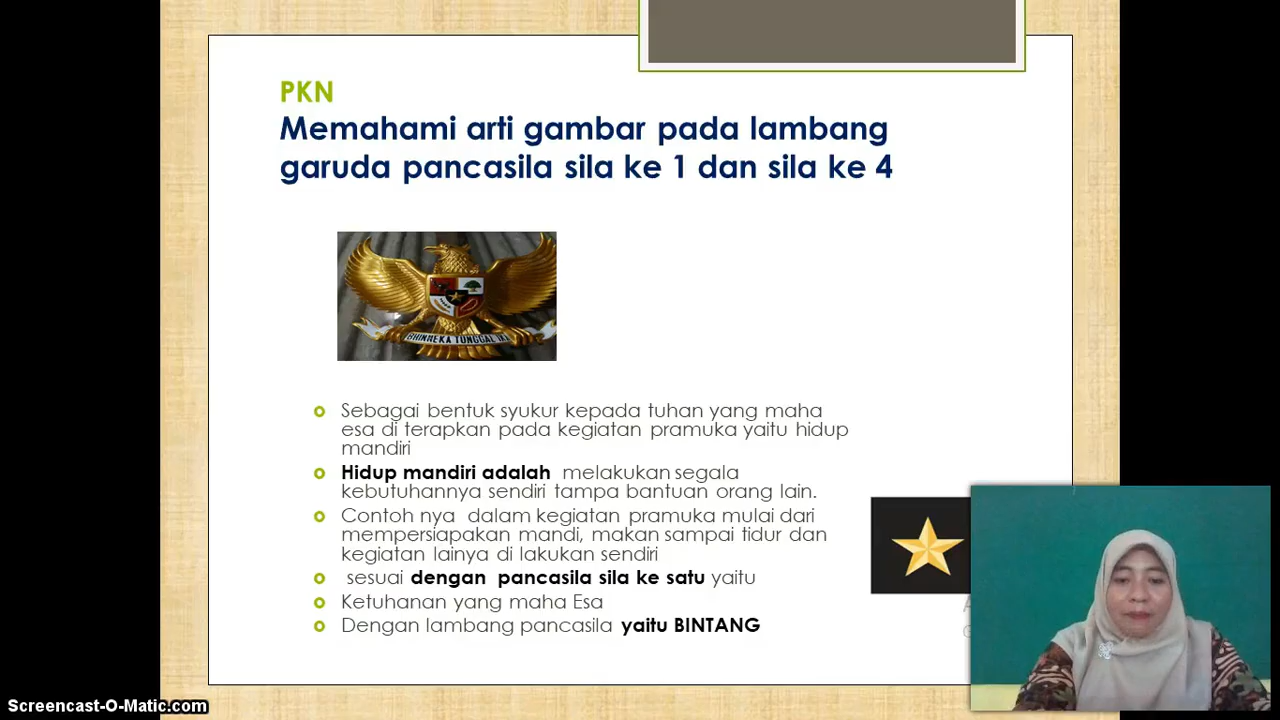 PKN
Memahami arti gambar pada lambang
garuda pancasila sila ke 1 dan sila ke 4
BHINNEKA TUNGGAL
Sebagai bentuk syukur kepada tuhan yang maha
esa di terapkan pada kegiatan pramuka yaitu hidup
mandiri
Hidup mandiri adalah melakukan segala
kebutuhannya sendiri tampa bantuan orang lain.
Contoh nya dalam kegiatan pramuka mulai dari
mempersiapakan mandi, makan sampai tidur dan
kegiatan lainya di lakukan sendiri
sesuai dengan pancasila sila ke satu yaitu
Ketuhanan yang maha Esa
Dengan lambang pancasila yaitu BINTANG
Screencast-O-Matic.com